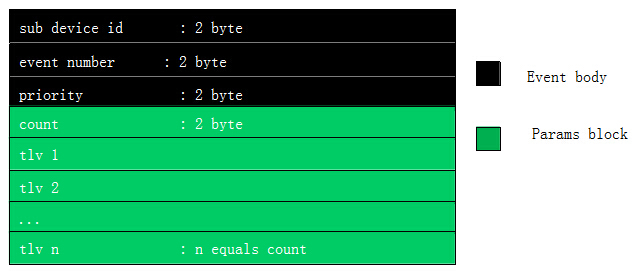 sub device id : 2 byte
event number : 2 byte
priority : 2 byte
count : 2 byte
tlv 1
tlv 2
...
tlv n : n equals count
Event body
Params block